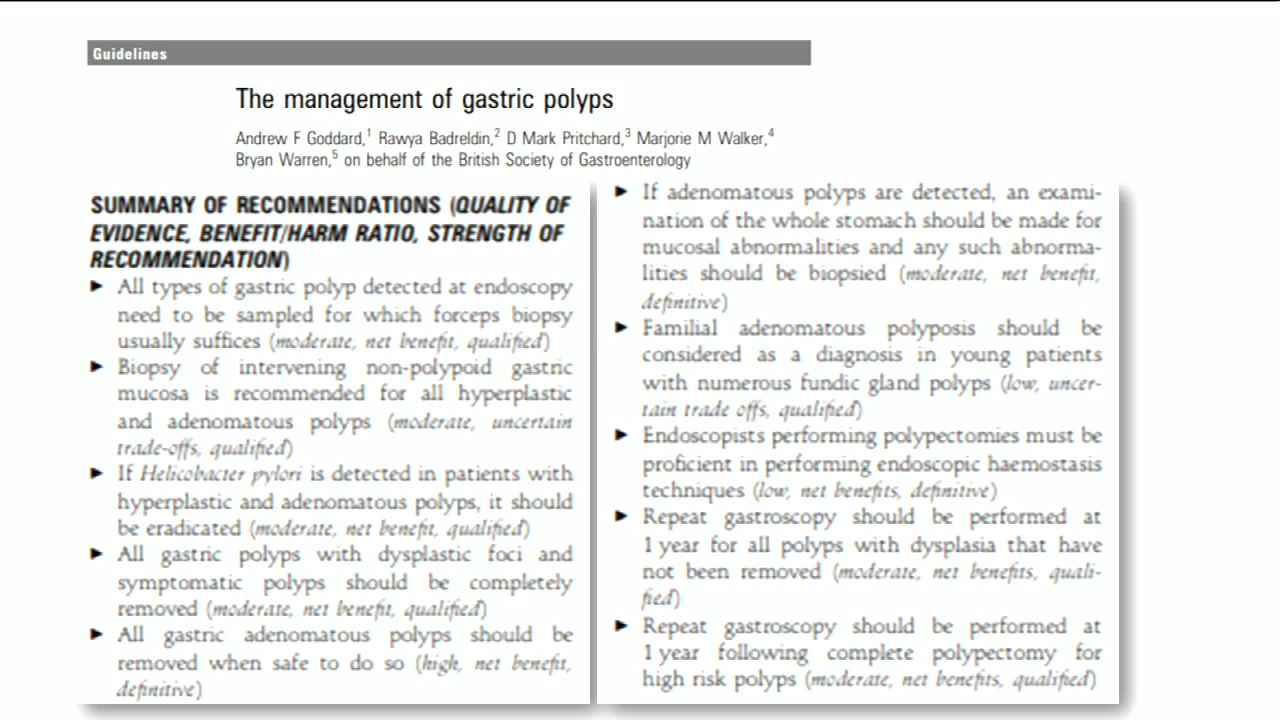 Guidelines
The management of gastric polyps
Andrew F Goddard,1 Rawya Badreldin,2 D Mark Pritchard,3 Marjorie M Walker,4
Bryan Warren,5 on behalf of the British Society of Gastroenterology
SUMMARY OF RECOMMENDATIONS (QUALITY OF
EVIDENCE, BENEFIT/HARM RATIO, STRENGTH OF
RECOMMENDATION)
► All types of gastric polyp detected at endoscopy
need to be sampled for which forceps biopsy
usually suffices (moderate, net benefit, qualified)
► Biopsy of intervening non-polypoid gastric
mucosa is recommended for all hyperplastic
and adenomatous polyps (moderate, uncertain
trade-offs, qualified)
► If Helicobacter pylori is detected in patients with
hyperplastic and adenomatous polyps, it should
be eradicated (moderate, net benefit, qualified)
► All gastric polyps with dysplastic foci and
symptomatic polyps should be completely
removed (moderate, net benefit, qualified)
► All gastric adenomatous polyps should be
removed when safe to do so (high, net benefit,
definitive)
► If adenomatous polyps are detected, an exami-
nation of the whole stomach should be made for
mucosal abnormalities and any such abnorma-
lities should be biopsied (moderate, net benefit,
definitive)
► Familial adenomatous polyposis should be
considered as a diagnosis in young patients
with numerous fundic gland polyps (low, uncer-
tain trade offs, qualified)
► Endoscopists performing polypectomies must be
proficient in performing endoscopic haemostasis
techniques (low, net benefits, definitive)
► Repeat gastroscopy should be performed at
1 year for all polyps with dysplasia that have
not been removed (moderate, net benefits, quali-
fied)
► Repeat gastroscopy should be performed at
1 year following complete polypectomy for
high risk polyps (moderate, net benefits, qualified)